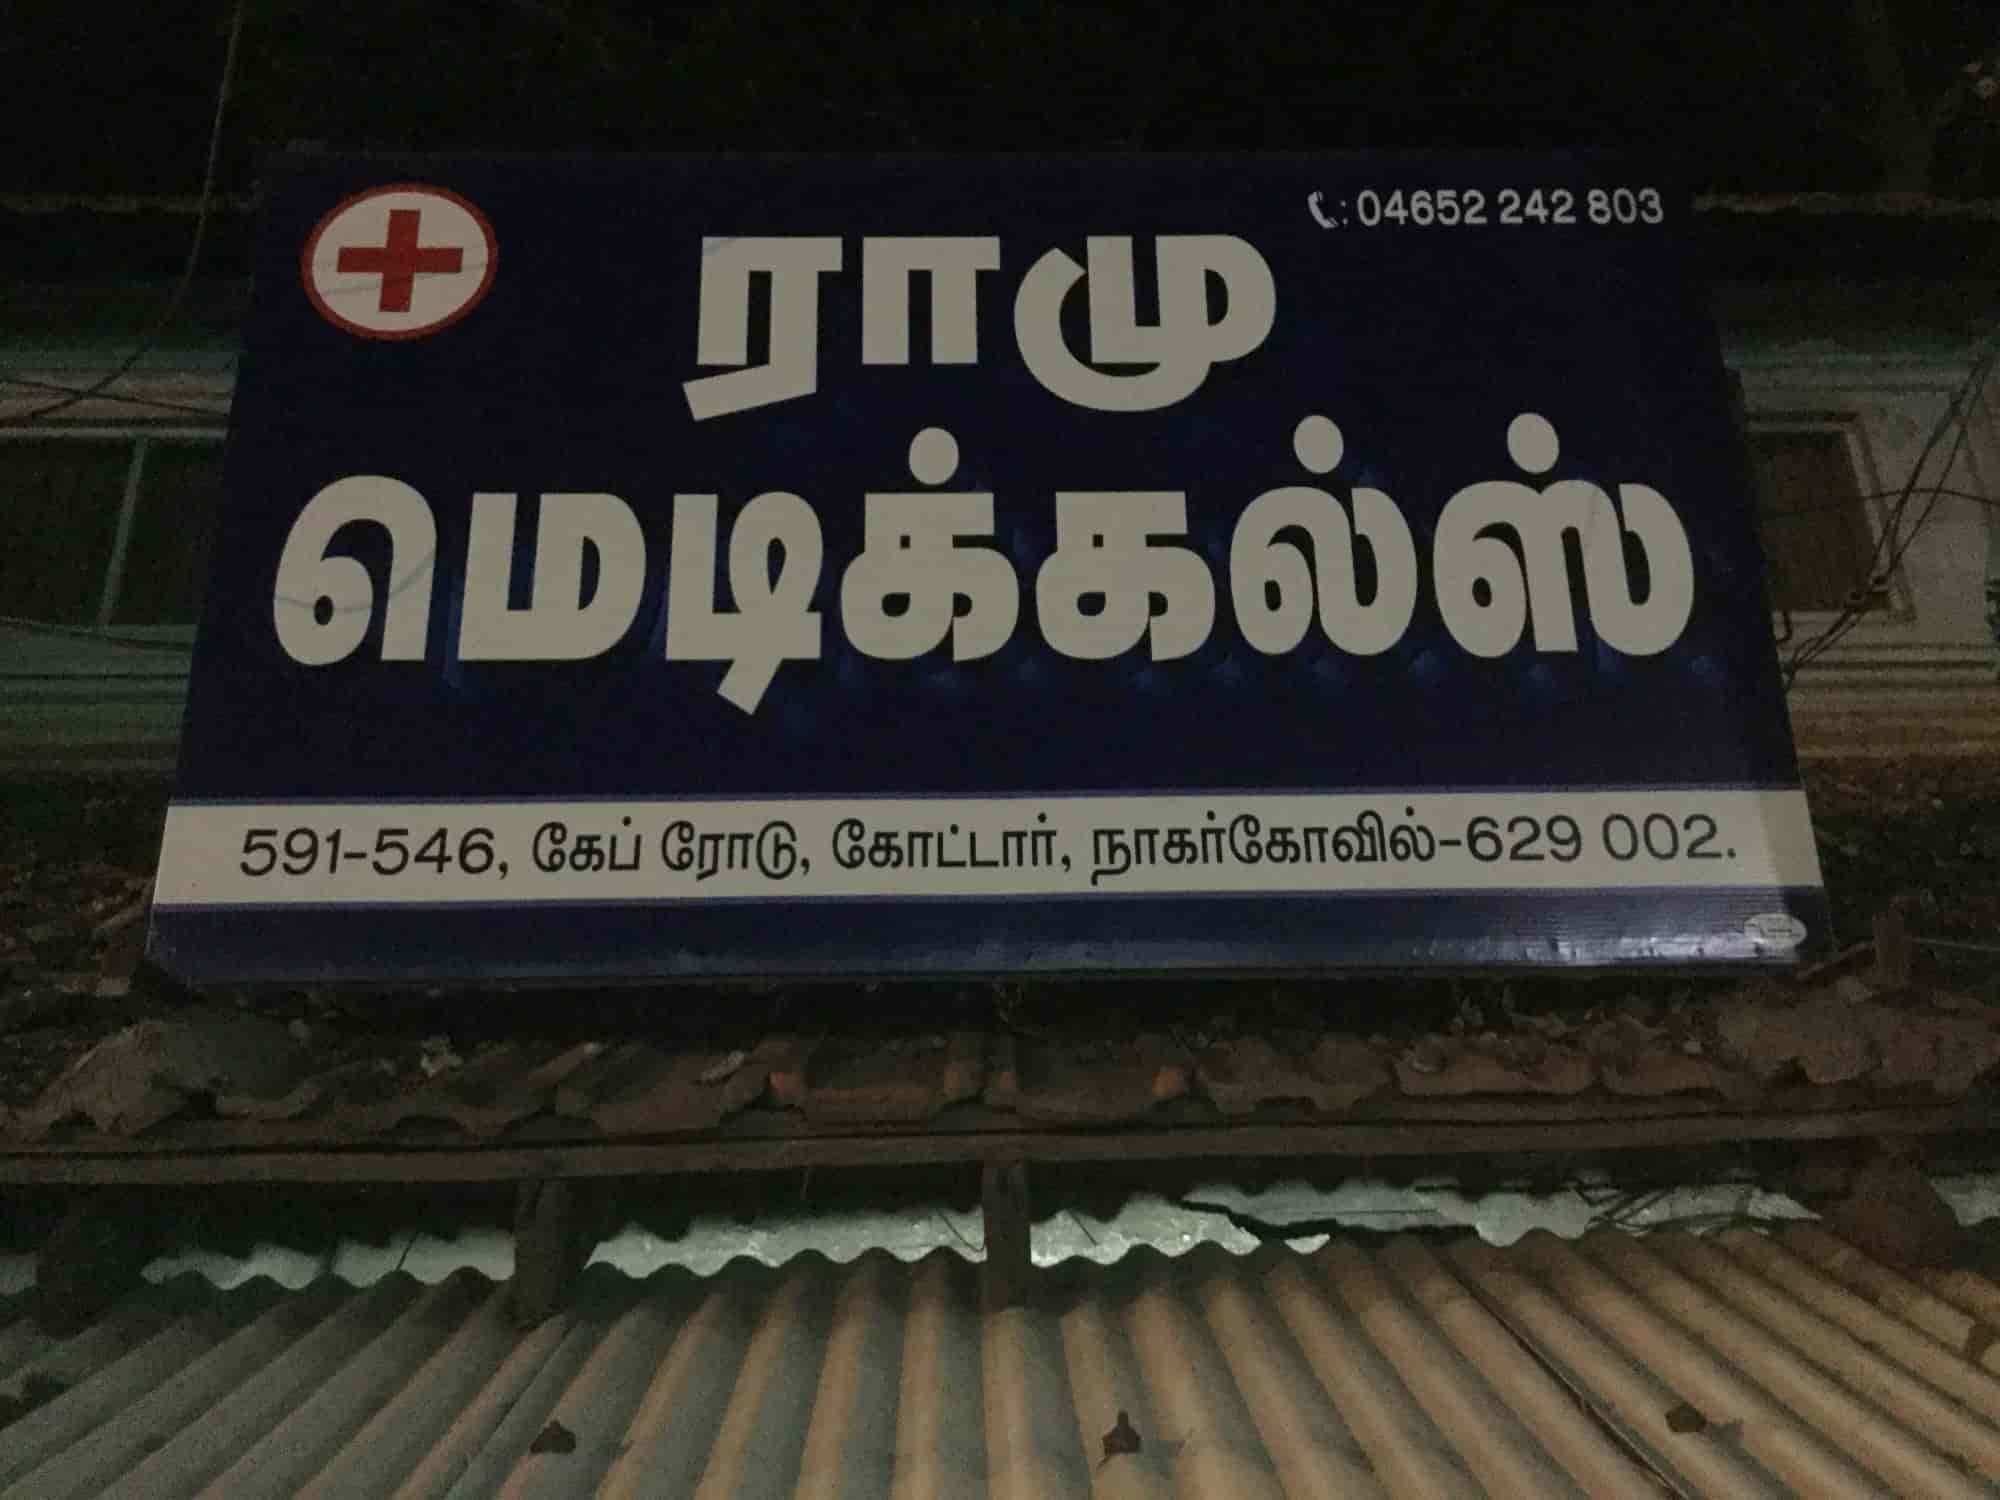 📞: 04652 242 803
ராமு
மெடிக்கல்ஸ்
591-546, கேப் ரோடு, கோட்டார், நாகர்கோவில்-629 002.